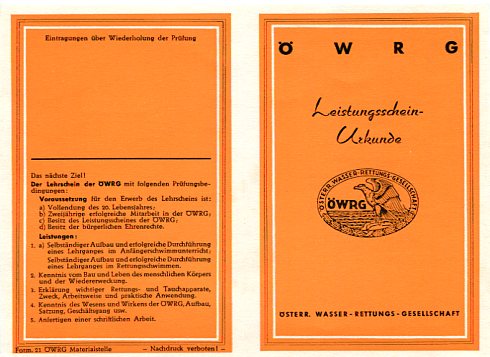 Eintragungen über Wiederholung der Prüfung
Das nächste Ziel!
Der Lehrschein der ÖWRG mit folgenden Prüfungsbe-
dingungen:
Voraussetzung für den Erwerb des Lehrscheins ist:
a) Vollendung des 20. Lebensjahres;
b) Zweijährige erfolgreiche Mitarbeit in der ÖWRG;
c) Besitz des Leistungsscheines der ÖWRG;
d) Besitz der bürgerlichen Ehrenrechte.
Leistungen:
1. a) Selbständiger Aufbau und erfolgreiche Durchführung
eines Lehrganges im Anfängerschwimmunterricht;
Selbständiger Aufbau und erfolgreiche Durchführung
eines Lehrganges im Rettungschwimmen.
2. Kenntnis vom Bau und Leben des menschlichen Körpers
und der Wiedererweckung.
3. Erklärung wichtiger Rettungs- und Tauchapparate,
Zweck, Arbeitsweise und praktische Anwendung.
4. Kenntnis des Wesens und Wirkens der ÖWRG, Aufbau,
Satzung, Geschäftsgang usw.
5. Anfertigen einer schriftlichen Arbeit.
Form. 21 ÖWRG Materialstelle – Nachdruck verboten! –
Ö W R G
Leistungsschein-
Urkunde
ÖSTERR. WASSER-RETTUNGS-GESELLSCHAFT
ÖWRG
ÖSTERR. WASSER-RETTUNGS-GESELLSCHAFT